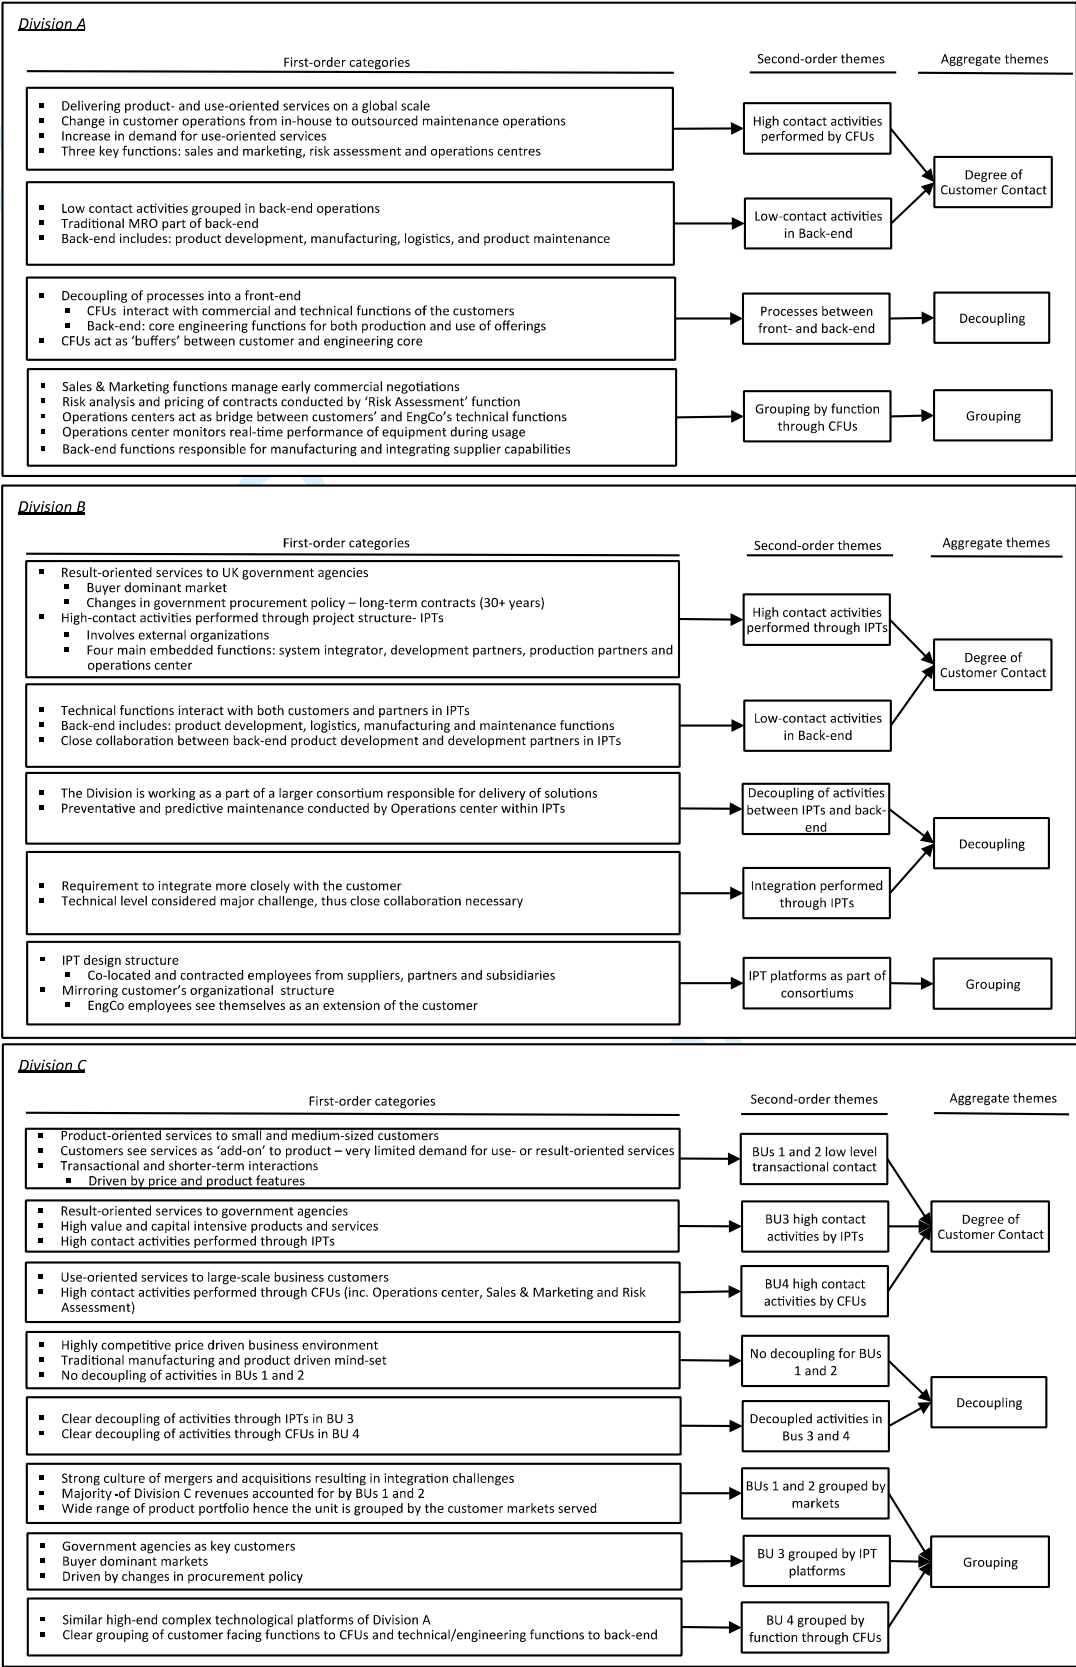 Division A
First-order categories
Second-order themes
Aggregate themes
▪ Delivering product- and use-oriented services on a global scale
▪ Change in customer operations from in-house to outsourced maintenance operations
▪ Increase in demand for use-oriented services
▪ Three key functions: sales and marketing, risk assessment and operations centres
High contact activities
performed by CFUs
Degree of
Customer Contact
▪ Low contact activities grouped in back-end operations
▪ Traditional MRO part of back-end
▪ Back-end includes: product development, manufacturing, logistics, and product maintenance
Low-contact activities
in Back-end
▪ Decoupling of processes into a front-end
▪ CFUs interact with commercial and technical functions of the customers
▪ Back-end: core engineering functions for both production and use of offerings
▪ CFUs act as ‘buffers’ between customer and engineering core
Processes between
front- and back-end
Decoupling
▪ Sales & Marketing functions manage early commercial negotiations
▪ Risk analysis and pricing of contracts conducted by ‘Risk Assessment’ function
▪ Operations centers act as bridge between customers’ and EngCo’s technical functions
▪ Operations center monitors real-time performance of equipment during usage
▪ Back-end functions responsible for manufacturing and integrating supplier capabilities
Grouping by function
through CFUs
Grouping
Division B
First-order categories
Second-order themes
Aggregate themes
▪ Result-oriented services to UK government agencies
▪ Buyer dominant market
▪ Changes in government procurement policy – long-term contracts (30+ years)
▪ High-contact activities performed through project structure- IPTs
▪ Involves external organizations
▪ Four main embedded functions: system integrator, development partners, production partners and
operations center
High contact activities
performed through IPTs
Degree of
Customer Contact
▪ Technical functions interact with both customers and partners in IPTs
▪ Back-end includes: product development, logistics, manufacturing and maintenance functions
▪ Close collaboration between back-end product development and development partners in IPTs
Low-contact activities
in Back-end
▪ The Division is working as a part of a larger consortium responsible for delivery of solutions
▪ Preventative and predictive maintenance conducted by Operations center within IPTs
Decoupling of activities
between IPTs and back-
end
Decoupling
▪ Requirement to integrate more closely with the customer
▪ Technical level considered major challenge, thus close collaboration necessary
Integration performed
through IPTs
▪ IPT design structure
▪ Co-located and contracted employees from suppliers, partners and subsidiaries
▪ Mirroring customer’s organizational structure
▪ EngCo employees see themselves as an extension of the customer
IPT platforms as part of
consortiums
Grouping
Division C
First-order categories
Second-order themes
Aggregate themes
▪ Product-oriented services to small and medium-sized customers
▪ Customers see services as ‘add-on’ to product – very limited demand for use- or result-oriented services
▪ Transactional and shorter-term interactions
▪ Driven by price and product features
BUs 1 and 2 low level
transactional contact
▪ Result-oriented services to government agencies
▪ High value and capital intensive products and services
▪ High contact activities performed through IPTs
BU3 high contact
activities by IPTs
Degree of
Customer Contact
▪ Use-oriented services to large-scale business customers
▪ High contact activities performed through CFUs (inc. Operations center, Sales & Marketing and Risk
Assessment)
BU4 high contact
activities by CFUs
▪ Highly competitive price driven business environment
▪ Traditional manufacturing and product driven mind-set
▪ No decoupling of activities in BUs 1 and 2
No decoupling for BUs
1 and 2
Decoupling
▪ Clear decoupling of activities through IPTs in BU 3
▪ Clear decoupling of activities through CFUs in BU 4
Decoupled activities in
Bus 3 and 4
▪ Strong culture of mergers and acquisitions resulting in integration challenges
▪ Majority -of Division C revenues accounted for by BUs 1 and 2
▪ Wide range of product portfolio hence the unit is grouped by the customer markets served
BUs 1 and 2 grouped by
markets
▪ Government agencies as key customers
▪ Buyer dominant markets
▪ Driven by changes in procurement policy
BU 3 grouped by IPT
platforms
Grouping
▪ Similar high-end complex technological platforms of Division A
▪ Clear grouping of customer facing functions to CFUs and technical/engineering functions to back-end
BU 4 grouped by
function through CFUs